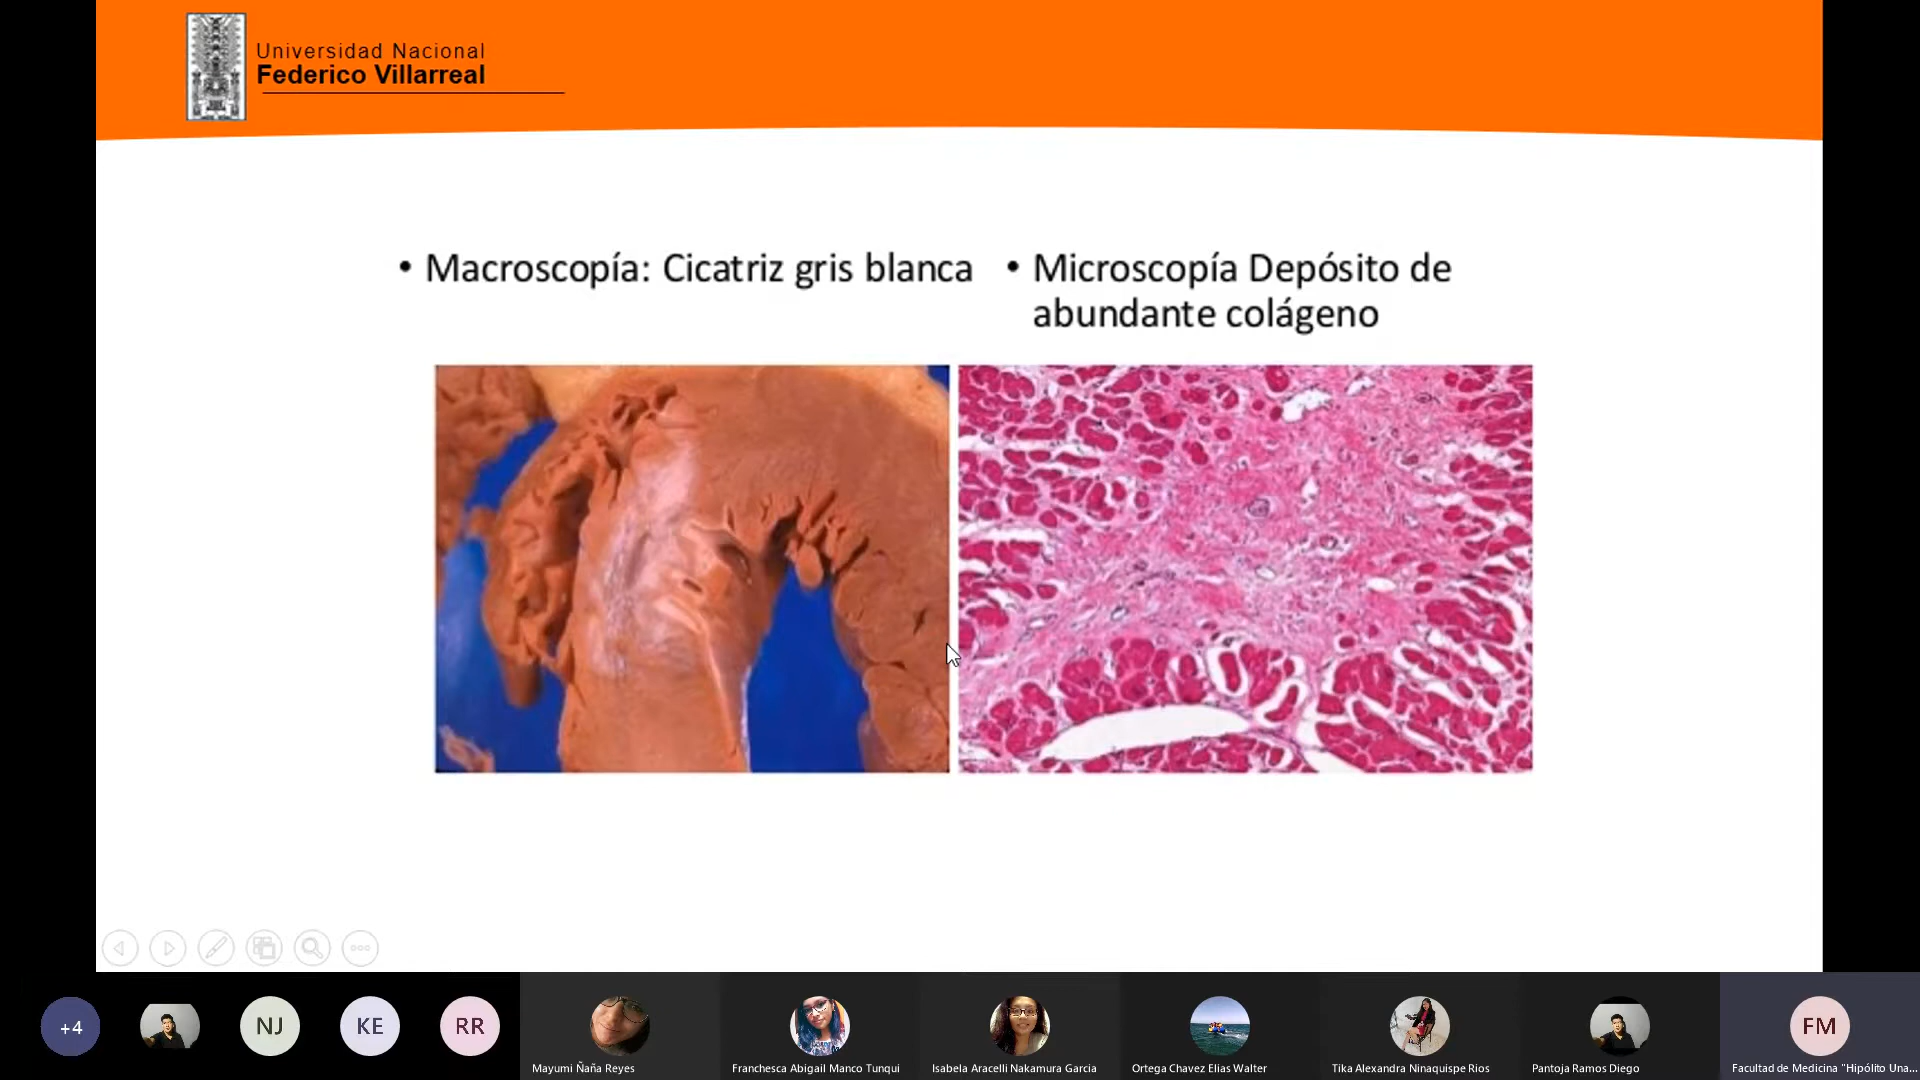 Universidad Nacional
Federico Villarreal
• Macroscopía: Cicatriz gris blanca
• Microscopía Depósito de
abundante colágeno
+4
NJ
KE
RR
FM
Mayumi Ñaña Reyes
Franchesca Abigail Manco Tunqui
Isabela Aracelli Nakamura Garcia
Ortega Chavez Elias Walter
Tika Alexandra Ninaquispe Rios
Pantoja Ramos Diego
Facultad de Medicina "Hipólito Una...